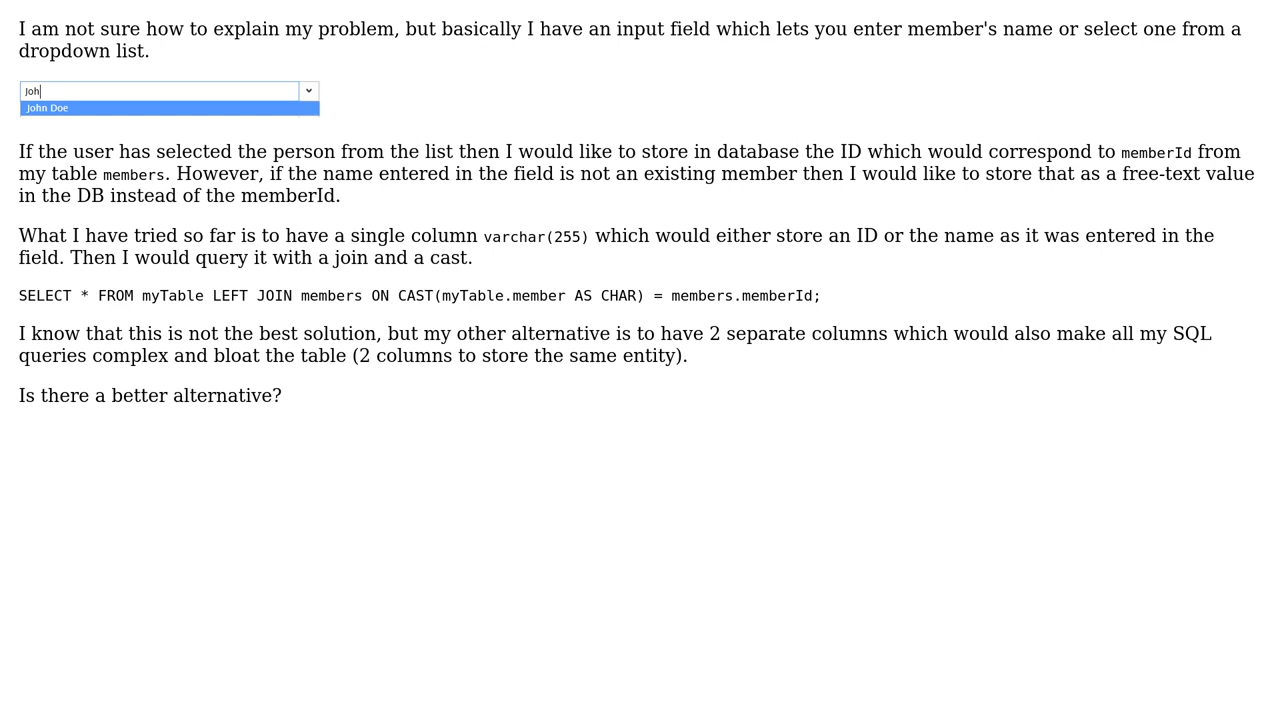 I am not sure how to explain my problem, but basically I have an input field which lets you enter member's name or select one from a
dropdown list.
Joh
John Doe
If the user has selected the person from the list then I would like to store in database the ID which would correspond to memberId from
my table members. However, if the name entered in the field is not an existing member then I would like to store that as a free-text value
in the DB instead of the memberId.
What I have tried so far is to have a single column varchar(255) which would either store an ID or the name as it was entered in the
field. Then I would query it with a join and a cast.
SELECT * FROM myTable LEFT JOIN members ON CAST(myTable.member AS CHAR) = members.memberId;
I know that this is not the best solution, but my other alternative is to have 2 separate columns which would also make all my SQL
queries complex and bloat the table (2 columns to store the same entity).
Is there a better alternative?